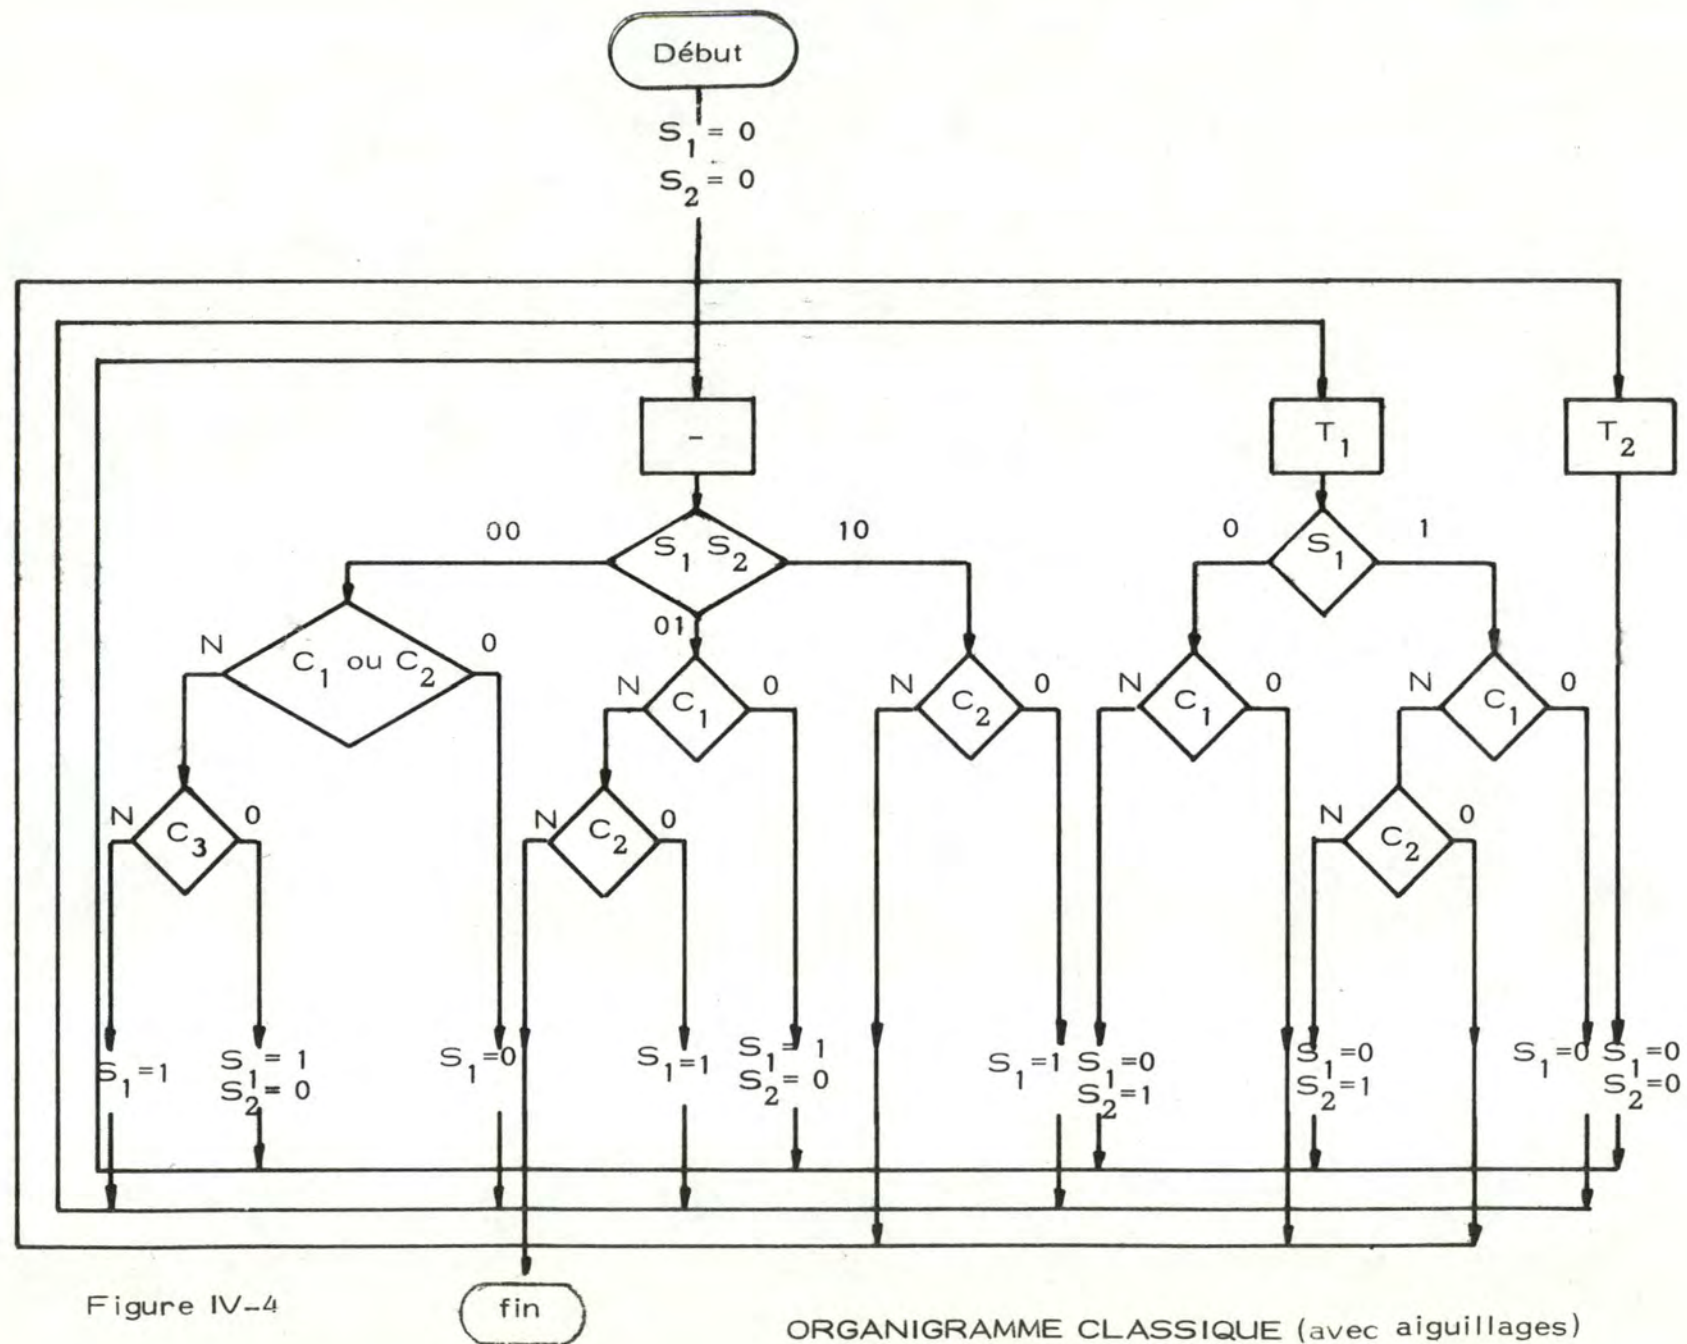 Début
S1 = 0
S2 = 0
-
T1
T2
00
S1 S2
10
0
S1
1
01
N
C1 ou C2
0
N
C1
0
N
C2
0
N
C1
0
N
C1
0
N
C3
0
N
C2
0
N
C2
0
S1=1
S1= 1
S2= 0
S1=0
S1=1
S1= 1
S2= 0
S1=1
S1=0
S2=1
S1=0
S2=1
S1=0
S1=0
S2=0
Figure IV-4
fin
ORGANIGRAMME CLASSIQUE (avec aiguillages)